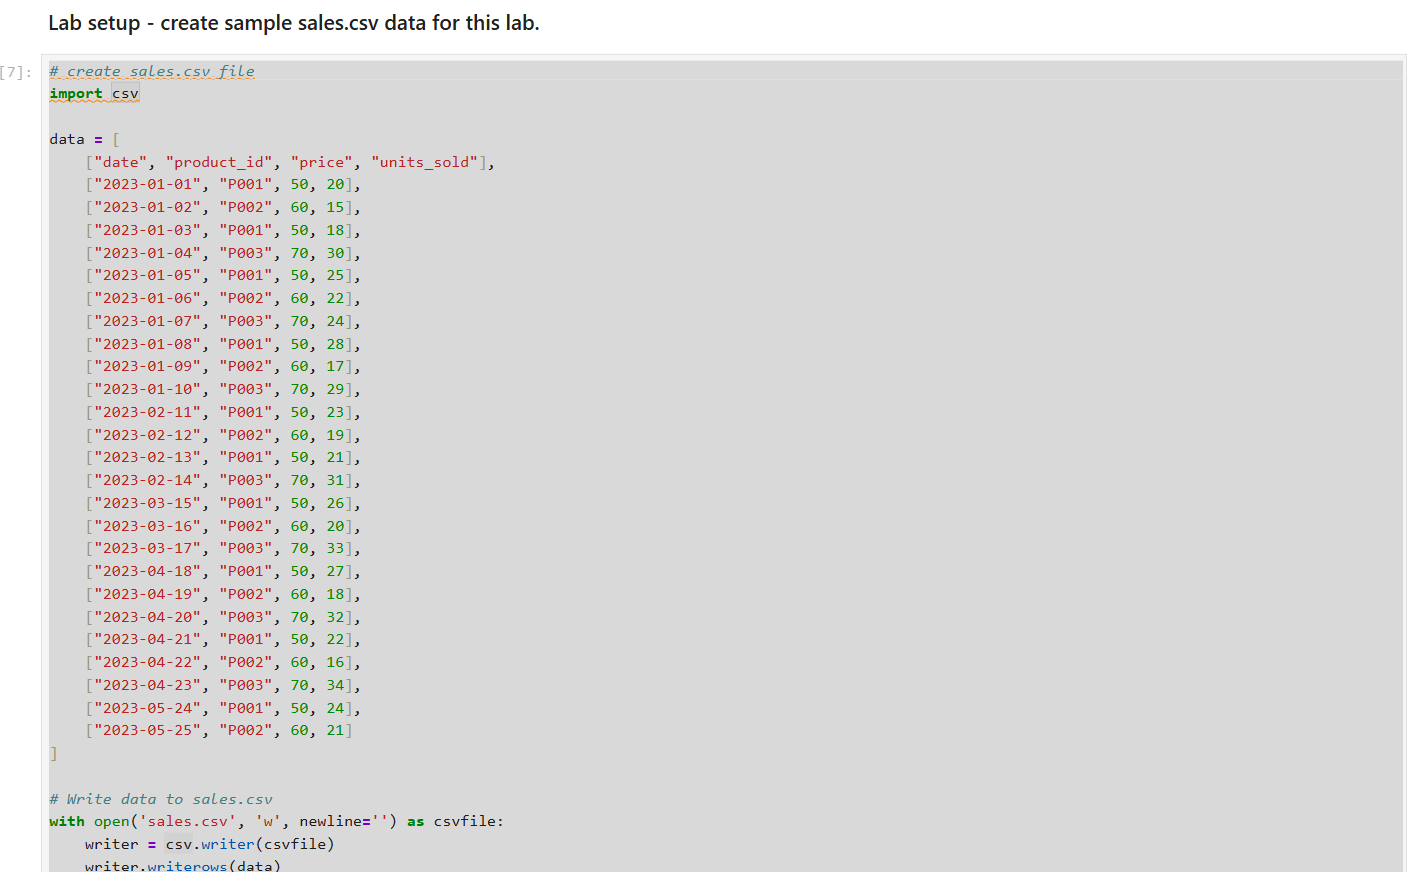 Lab setup - create sample sales.csv data for this lab.
[7]:
# create sales.csv file
import csv
data = [
["date", "product_id", "price", "units_sold"],
["2023-01-01", "P001", 50, 20],
["2023-01-02", "P002", 60, 15],
["2023-01-03", "P001", 50, 18],
["2023-01-04", "P003", 70, 30],
["2023-01-05", "P001", 50, 25],
["2023-01-06", "P002", 60, 22],
["2023-01-07", "P003", 70, 24],
["2023-01-08", "P001", 50, 28],
["2023-01-09", "P002", 60, 17],
["2023-01-10", "P003", 70, 29],
["2023-02-11", "P001", 50, 23],
["2023-02-12", "P002", 60, 19],
["2023-02-13", "P001", 50, 21],
["2023-02-14", "P003", 70, 31],
["2023-03-15", "P001", 50, 26],
["2023-03-16", "P002", 60, 20],
["2023-03-17", "P003", 70, 33],
["2023-04-18", "P001", 50, 27],
["2023-04-19", "P002", 60, 18],
["2023-04-20", "P003", 70, 32],
["2023-04-21", "P001", 50, 22],
["2023-04-22", "P002", 60, 16],
["2023-04-23", "P003", 70, 34],
["2023-05-24", "P001", 50, 24],
["2023-05-25", "P002", 60, 21]
]
# Write data to sales.csv
with open('sales.csv', 'w', newline='') as csvfile:
writer = csv.writer(csvfile)
writer.writerows(data)